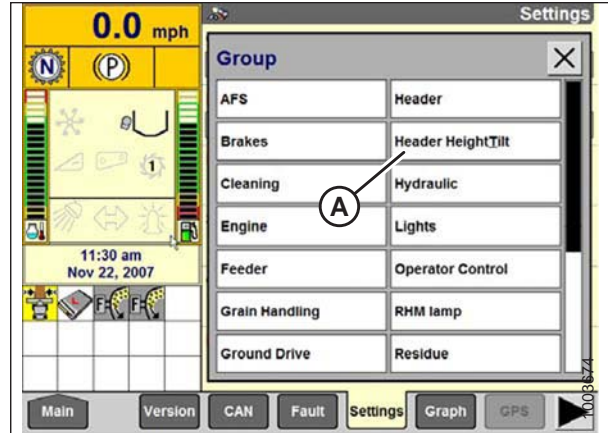 0.0 mph
Settings
N
(P)
Group
X
AFS
Header
Brakes
Header HeightTilt
Cleaning
Hydraulic
A
Engine
Lights
Feeder
Operator Control
Grain Handling
RHM lamp
Ground Drive
Residue
1
11:30 am
Nov 22, 2007
L
F
F
Main
Version
CAN
Fault
Settings
Graph
GPS
1003674